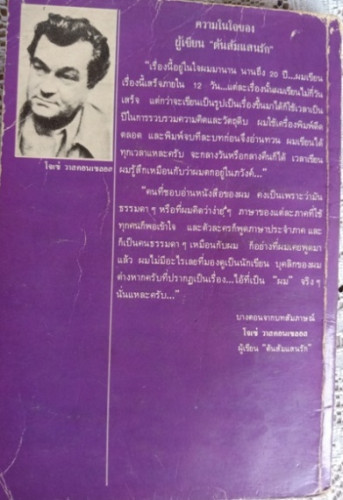 ความในใจของ
ผู้เขียน "ต้นส้มแสนรัก"
"เรื่องนี้อยู่ในใจผมมานาน นานถึง 20 ปี...ผมเขียน
เรื่องนี้เสร็จภายใน 12 วัน...แต่ละเรื่องนั้นผมเขียนไม่กี่วัน
เสร็จ แต่กว่าจะเขียนเป็นรูปเป็นเรื่องขึ้นมาได้ก็ใช้เวลาเป็น
ปีในการรวบรวมความคิดและวัตถุดิบ ผมใช้เครื่องพิมพ์ดีด
ตลอด และพิมพ์จบทีละบทก่อนจึงอ่านทวน ผมเขียนได้
ทุกเวลาแหละครับ จะกลางวันหรือกลางคืนก็ได้ เวลาเขียน
ผมรู้สึกเหมือนกับว่าผมตกอยู่ในภวังค์..."
"คนที่ชอบอ่านหนังสือของผม คงเป็นเพราะว่ามัน
ธรรมดาๆ หรือที่ผมคิดว่าง่ายๆ ภาษาของแต่ละภาคที่ใช้
ทุกคนก็พอเข้าใจ และตัวละครก็พูดภาษาประจำภาค และ
ก็เป็นคนธรรมดาๆ เหมือนกับผม ก็อย่างที่ผมเคยพูดมา
แล้ว ผมไม่มีอะไรเลยที่มองดูเป็นนักเขียน บุคลิกของผม
ต่างหากครับที่ปรากฏเป็นเรื่อง...ไอ้ที่เป็น "ผม" จริงๆ
นั่นแหละครับ..."
บางตอนจากบทสัมภาษณ์
โจเซ่ วาสคอนเซลอส
ผู้เขียน "ต้นส้มแสนรัก"
โจเซ่ วาสคอนเซลอส